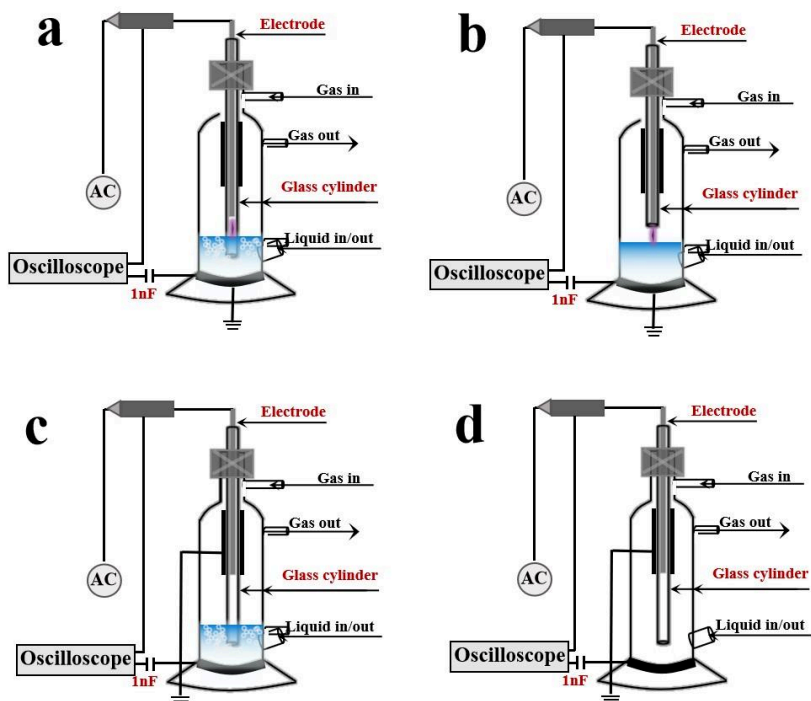 a
Electrode
Gas in
Gas out
AC
Glass cylinder
Liquid in/out
Oscilloscope
1nF
b
Electrode
Gas in
Gas out
AC
Glass cylinder
Liquid in/out
Oscilloscope
1nF
c
Electrode
Gas in
Gas out
AC
Glass cylinder
Liquid in/out
Oscilloscope
1nF
d
Electrode
Gas in
Gas out
AC
Glass cylinder
Liquid in/out
Oscilloscope
1nF